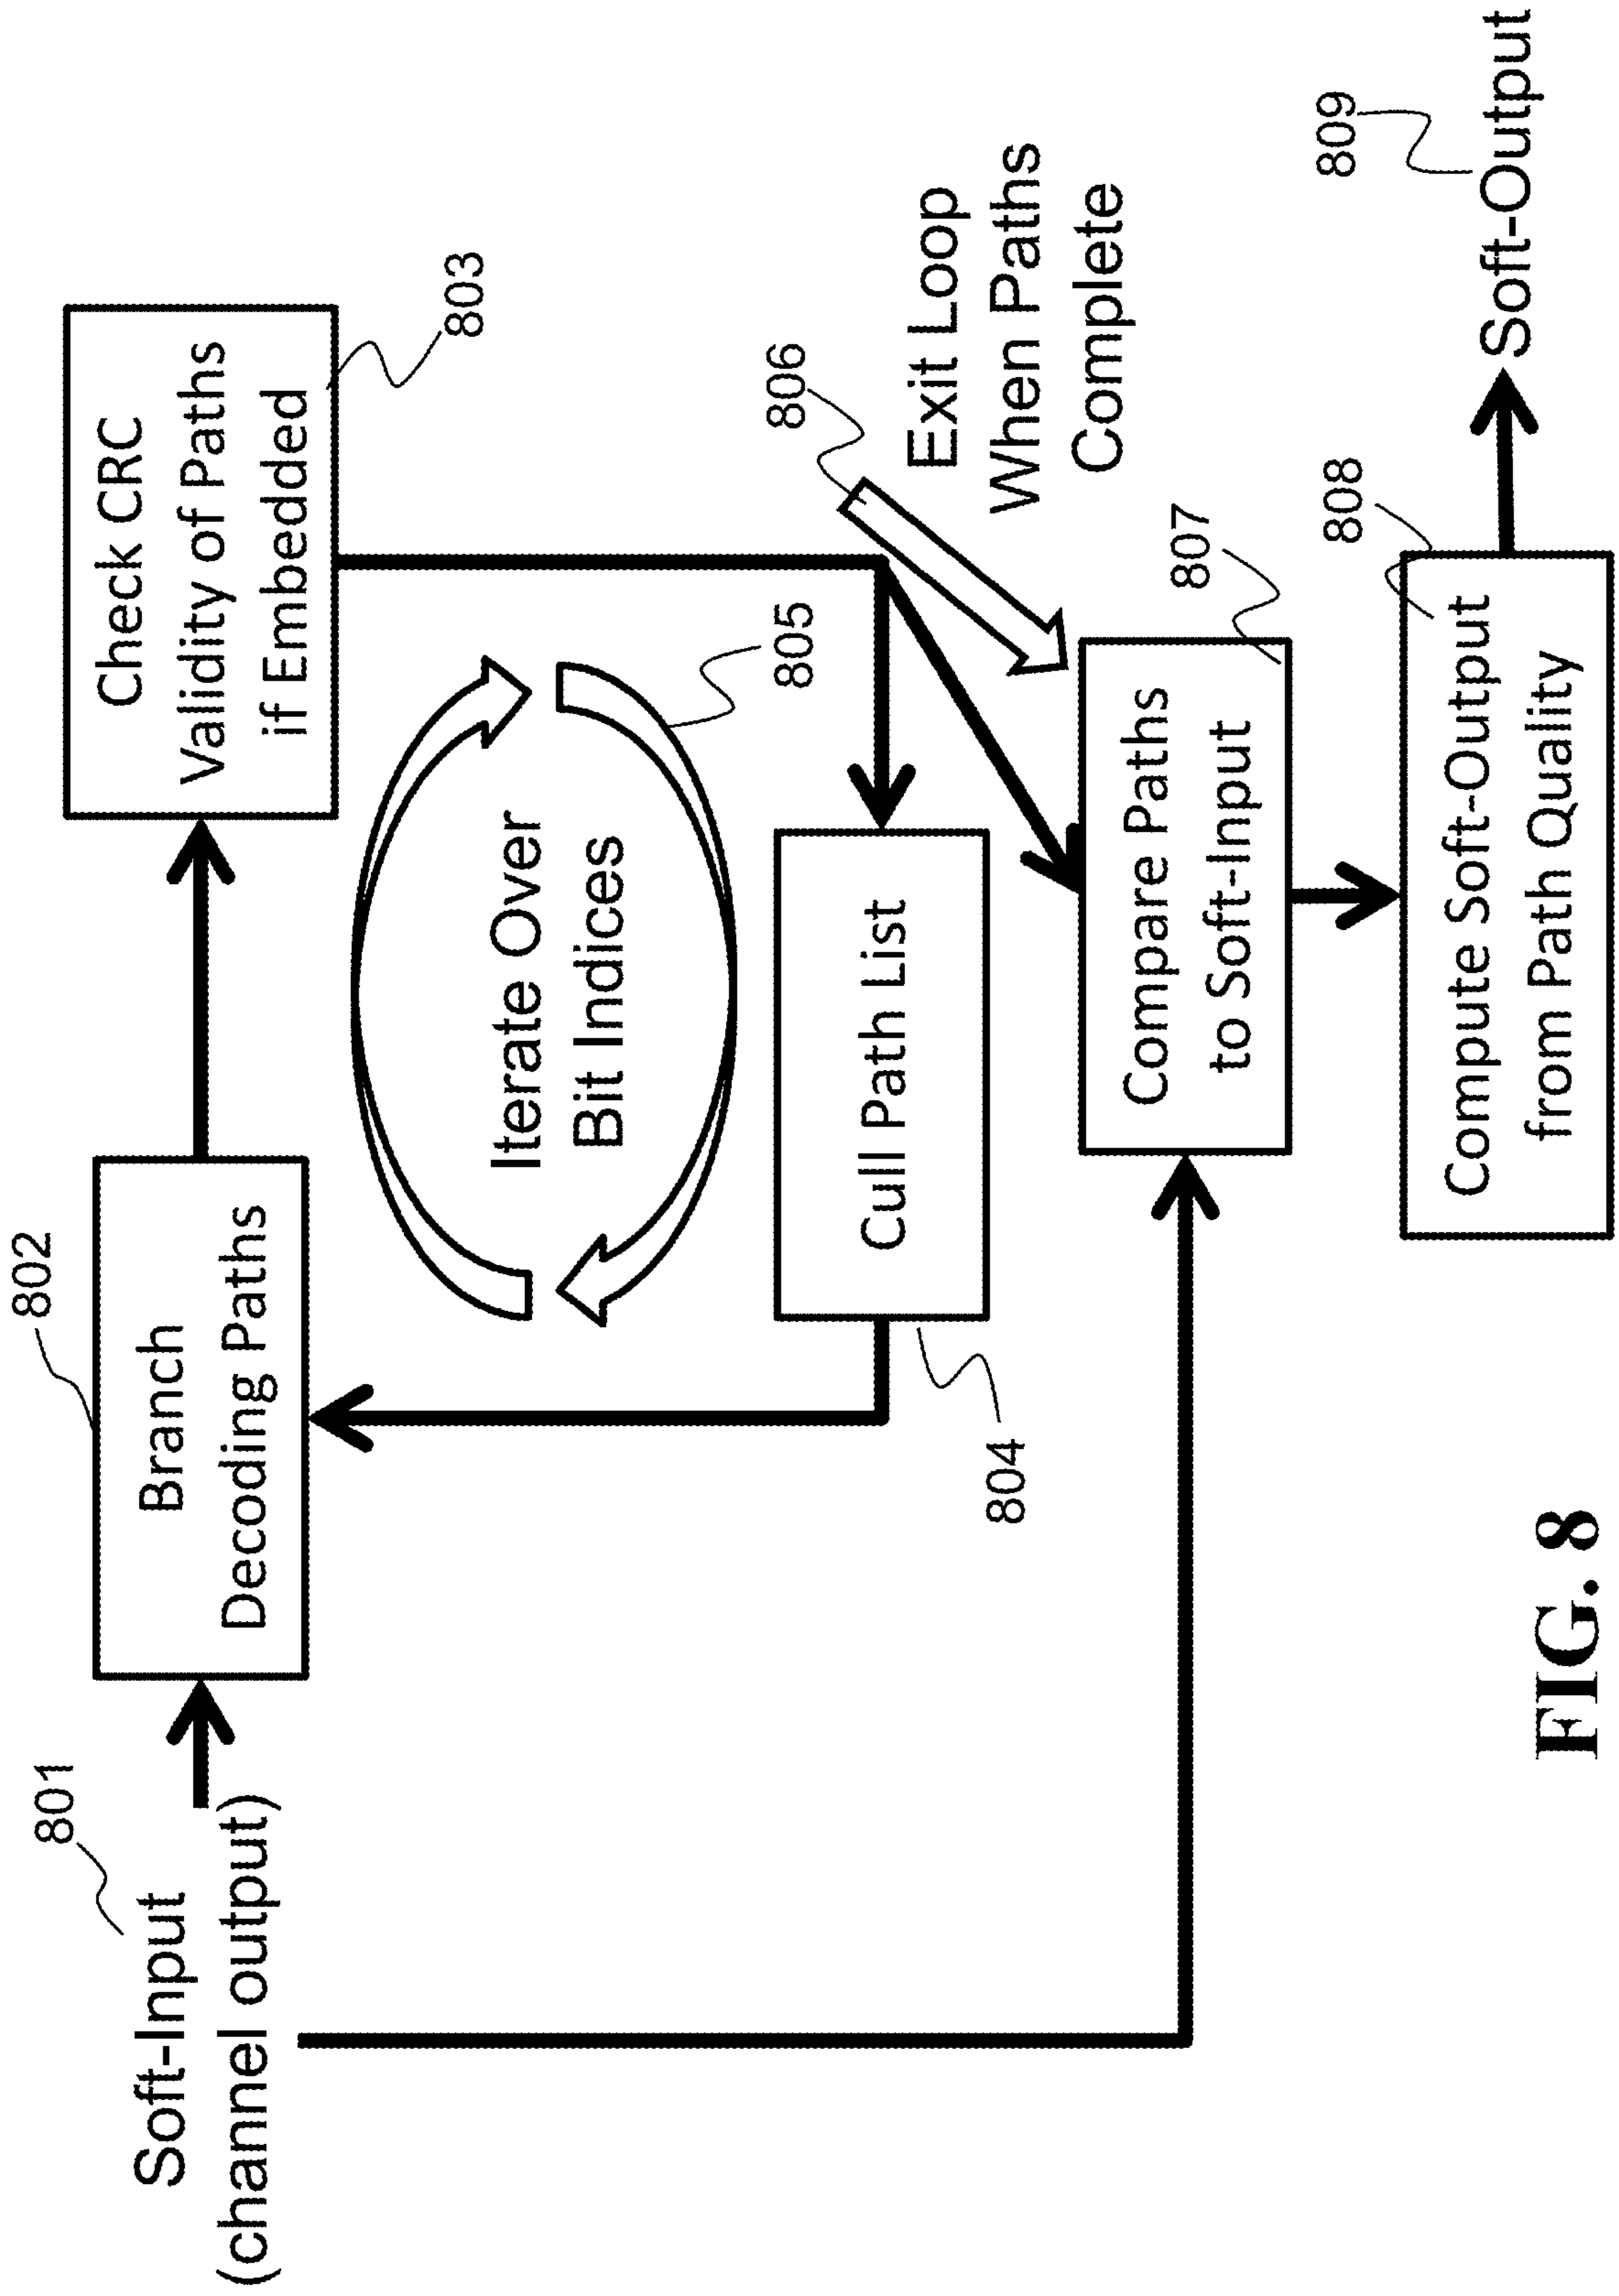 801
Soft-Input
(channel output)
802
Branch
Decoding Paths
Check CRC
Validity of Paths
if Embedded
803
Iterate Over
Bit Indices
805
Cull Path List
804
806
Exit Loop
When Paths
Complete
807
Compare Paths
to Soft-Input
808
Compute Soft-Output
from Path Quality
809
Soft-Output
FIG. 8